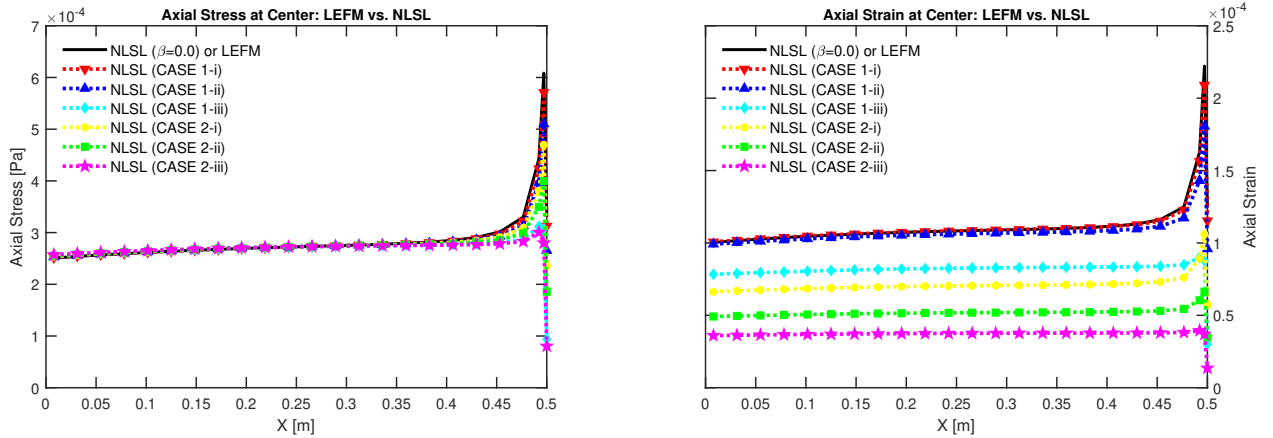 Axial Stress at Center: LEFM vs. NLSL
×10⁻⁴
7
6
5
4
3
2
1
0
Axial Stress [Pa]
NLSL (β=0.0) or LEFM
NLSL (CASE 1-i)
NLSL (CASE 1-ii)
NLSL (CASE 1-iii)
NLSL (CASE 2-i)
NLSL (CASE 2-ii)
NLSL (CASE 2-iii)
0 0.05 0.1 0.15 0.2 0.25 0.3 0.35 0.4 0.45 0.5
X [m]
Axial Strain at Center: LEFM vs. NLSL
×10⁻⁴
2.5
2
1.5
1
0.5
0
Axial Strain
NLSL (β=0.0) or LEFM
NLSL (CASE 1-i)
NLSL (CASE 1-ii)
NLSL (CASE 1-iii)
NLSL (CASE 2-i)
NLSL (CASE 2-ii)
NLSL (CASE 2-iii)
0 0.05 0.1 0.15 0.2 0.25 0.3 0.35 0.4 0.45 0.5
X [m]